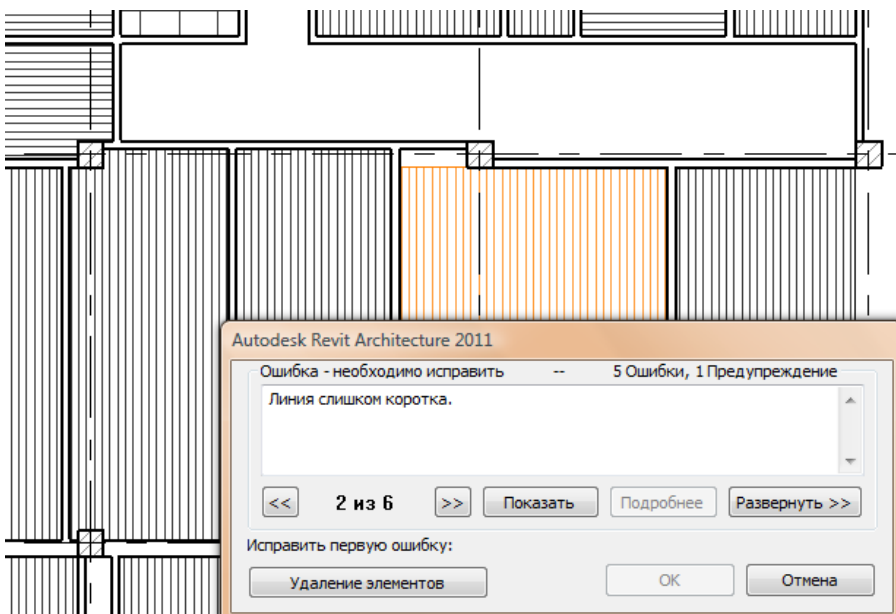 Autodesk Revit Architecture 2011
Ошибка - необходимо исправить -- 5 Ошибки, 1 Предупреждение
Линия слишком коротка.
<< 2 из 6 >> Показать Подробнее Развернуть >>
Исправить первую ошибку:
Удаление элементов OK Отмена